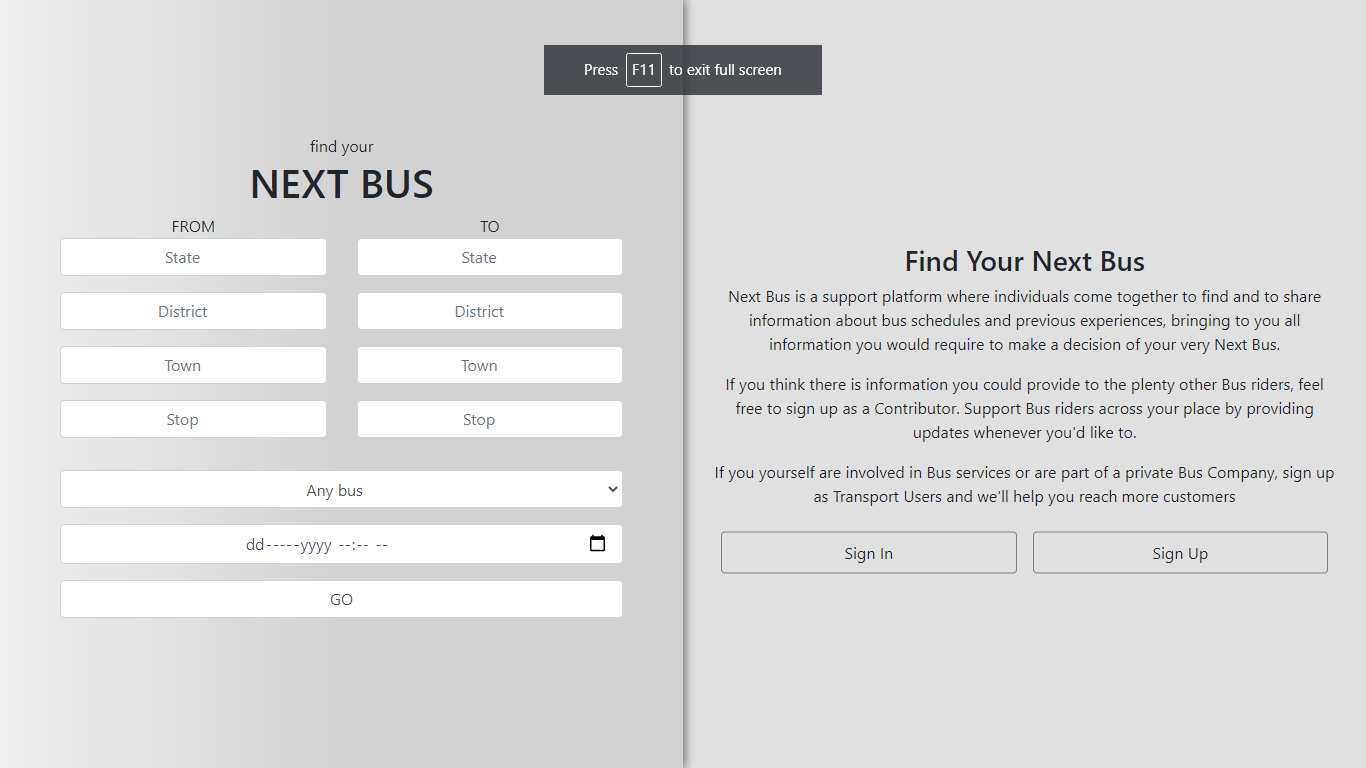 Press F11 to exit full screen
find your
NEXT BUS
FROM
TO
State
State
District
District
Town
Town
Stop
Stop
Any bus
dd-----yyyy --:-- --
GO
Find Your Next Bus
Next Bus is a support platform where individuals come together to find and to share
information about bus schedules and previous experiences, bringing to you all
information you would require to make a decision of your very Next Bus.
If you think there is information you could provide to the plenty other Bus riders, feel
free to sign up as a Contributor. Support Bus riders across your place by providing
updates whenever you'd like to.
If you yourself are involved in Bus services or are part of a private Bus Company, sign up
as Transport Users and we'll help you reach more customers
Sign In
Sign Up